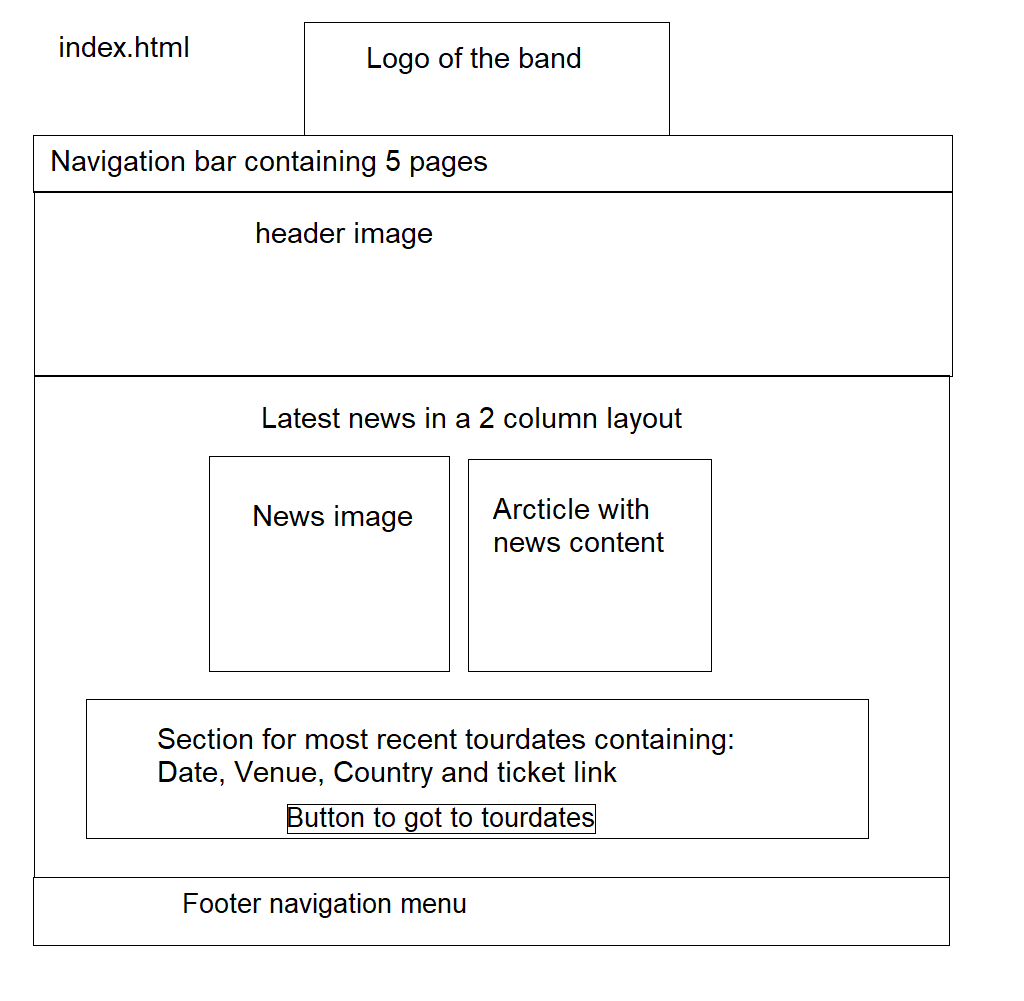 index.html
Logo of the band
Navigation bar containing 5 pages
header image
Latest news in a 2 column layout
News image
Arcticle with
news content
Section for most recent tourdates containing:
Date, Venue, Country and ticket link
Button to got to tourdates
Footer navigation menu